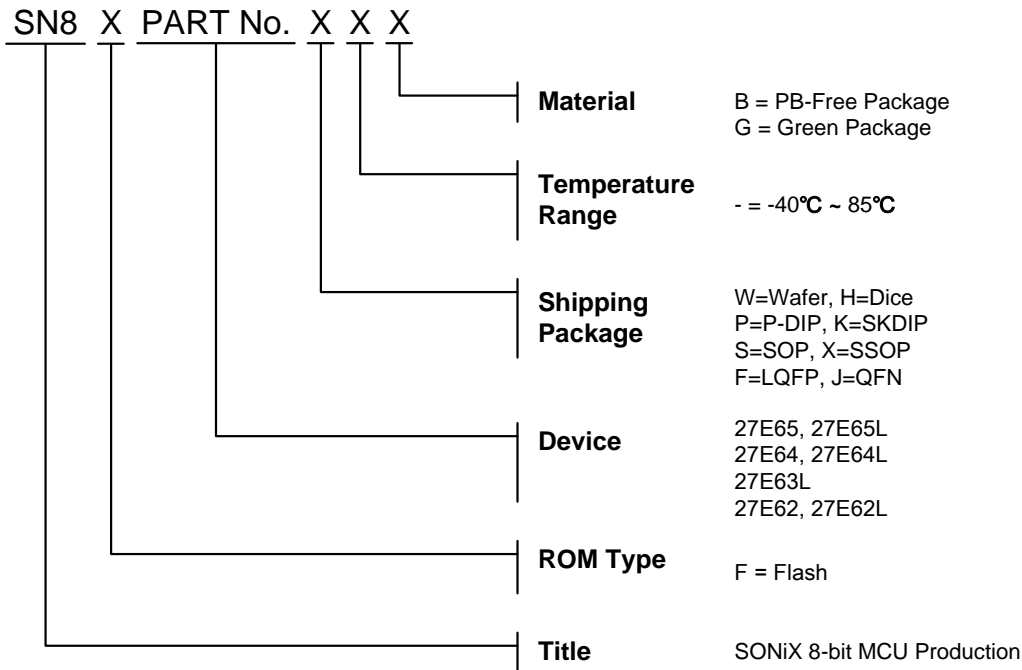 SN8 X PART No. X X X
Material
B = PB-Free Package
G = Green Package
Temperature
Range
- = -40℃ ~ 85℃
Shipping
Package
W=Wafer, H=Dice
P=P-DIP, K=SKDIP
S=SOP, X=SSOP
F=LQFP, J=QFN
Device
27E65, 27E65L
27E64, 27E64L
27E63L
27E62, 27E62L
ROM Type
F = Flash
Title
SONiX 8-bit MCU Production